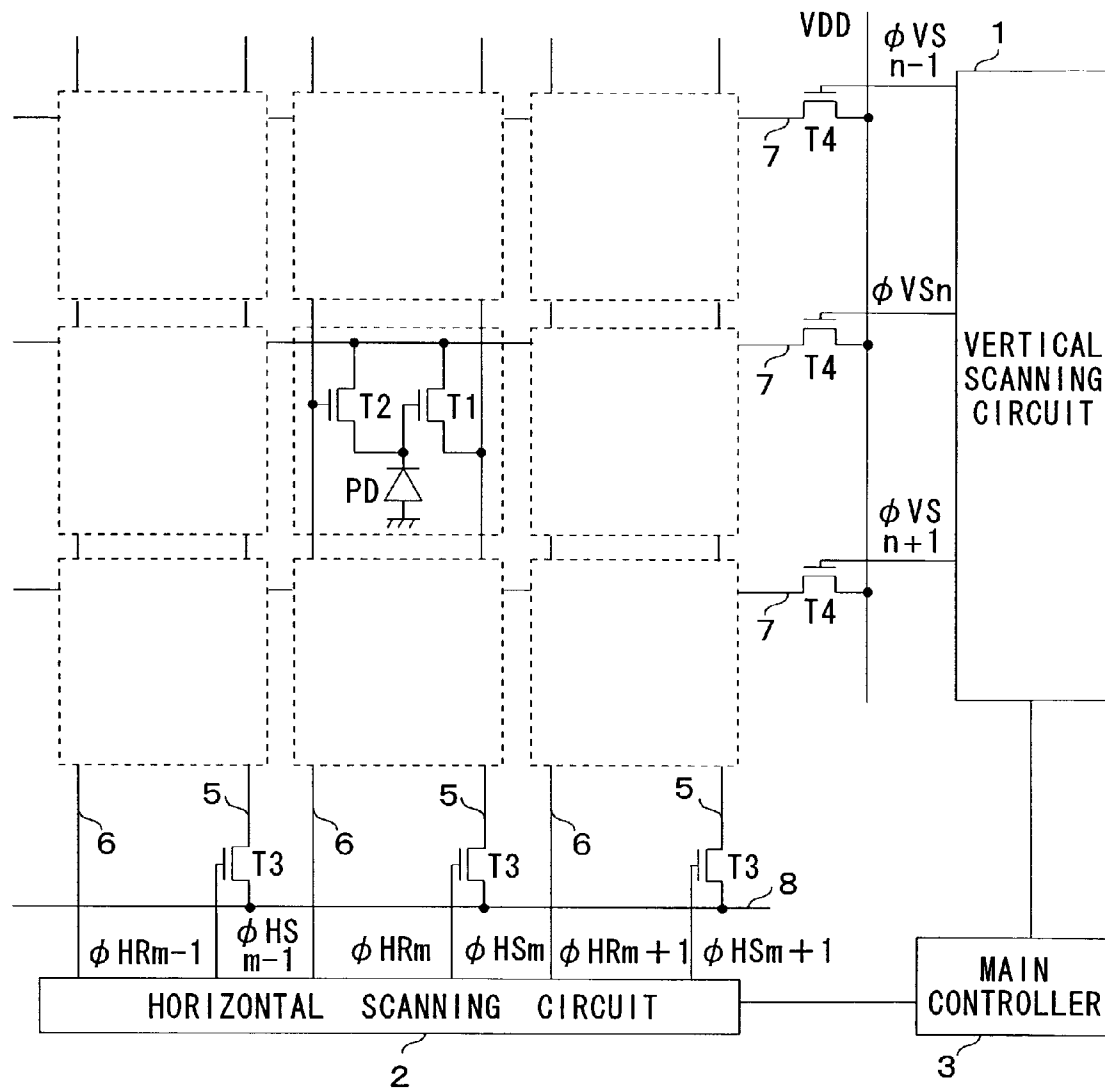 VDD
φVS
n-1
1
7
T4
φVSn
7
T4
VERTICAL
SCANNING
CIRCUIT
T2
T1
PD
φVS
n+1
7
T4
5
5
5
6
6
6
T3
T3
T3
8
φHRm-1
φHS
m-1
φHRm
φHSm
φHRm+1
φHSm+1
HORIZONTAL SCANNING CIRCUIT
2
MAIN
CONTROLLER
3